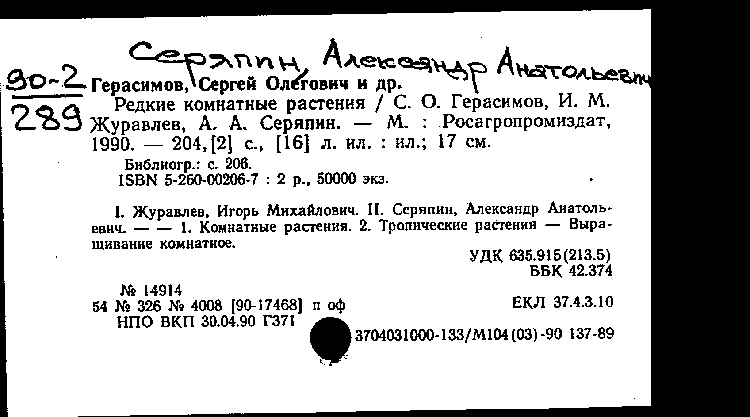 Серяпин, Александр Анатольевич
90-2
289
Герасимов, Сергей Олегович и др.
Редкие комнатные растения / С. О. Герасимов, И. М.
Журавлев, А. А. Серяпин. — М. : Росагропромиздат,
1990. — 204,[2] с., [16] л. ил. : ил.; 17 см.
Библиогр.: с. 206.
ISBN 5-260-00206-7 : 2 р., 50000 экз.
I. Журавлев, Игорь Михайлович. II. Серяпин, Александр Анатоль-
евич. — — 1. Комнатные растения. 2. Тропические растения — Выра-
щивание комнатное.
УДК 635.915(213.5)
ББК 42.374
№ 14914
54 № 326 № 4008 [90-17468] п оф
ЕКЛ 37.4.3.10
НПО ВКП 30.04.90 Г371
3704031000-133/М104(03)-90 137-89